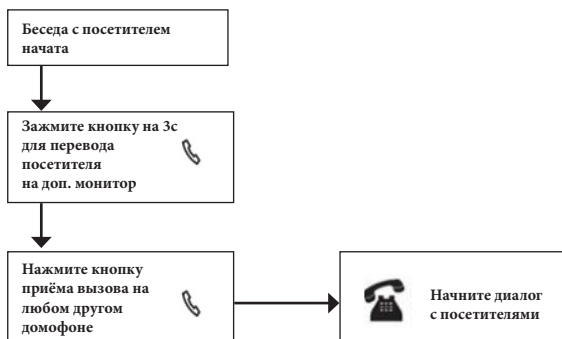 Беседа с посетителем
начата
Зажмите кнопку на 3с
для перевода
посетителя
на доп. монитор
Нажмите кнопку
приёма вызова на
любом другом
домофоне
Начните диалог
с посетителями